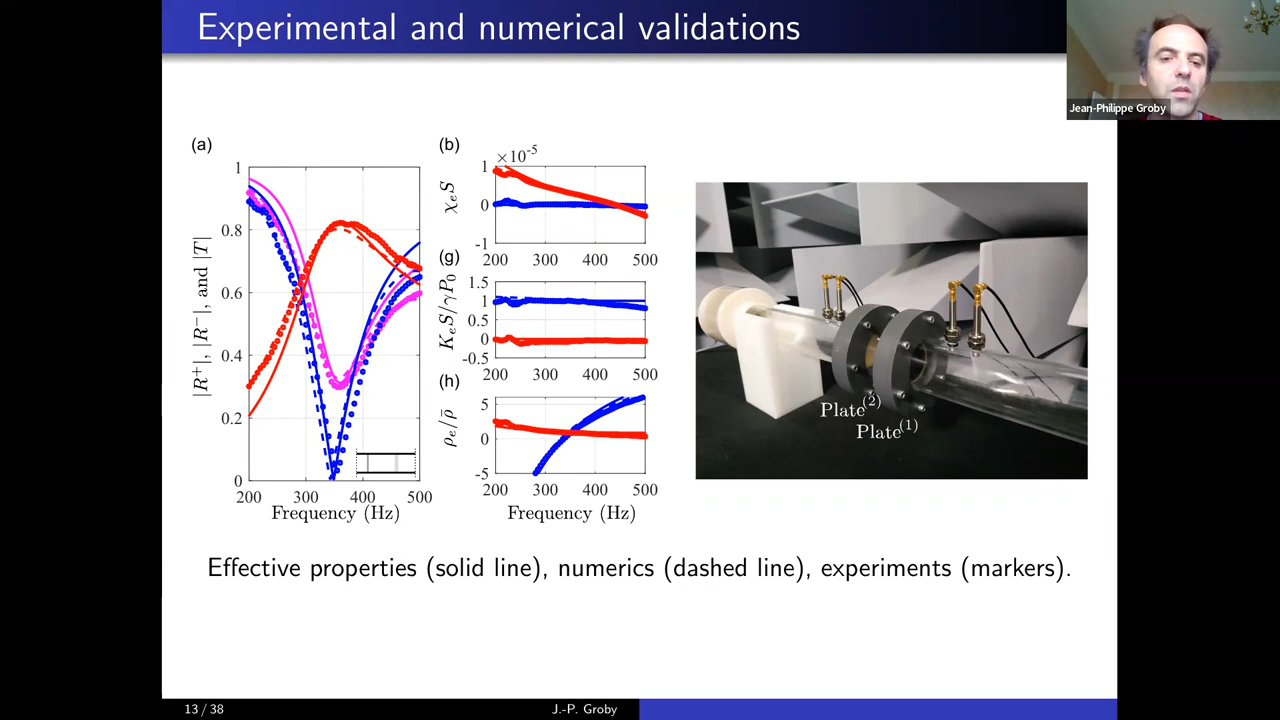 Experimental and numerical validations
Jean-Philippe Groby
(a)
|R⁺|, |R⁻|, and |T|
1
0.8
0.6
0.4
0.2
0
200
300
400
500
Frequency (Hz)
(b)
×10⁻⁵
χₑS
1
0
-1
200
300
400
500
(g)
KₑS/γP₀
1.5
1
0.5
0
-0.5
200
300
400
500
(h)
ρₑ/ρ̄
5
0
-5
200
300
400
500
Frequency (Hz)
Plate⁽²⁾
Plate⁽¹⁾
Effective properties (solid line), numerics (dashed line), experiments (markers).
13 / 38
J.-P. Groby